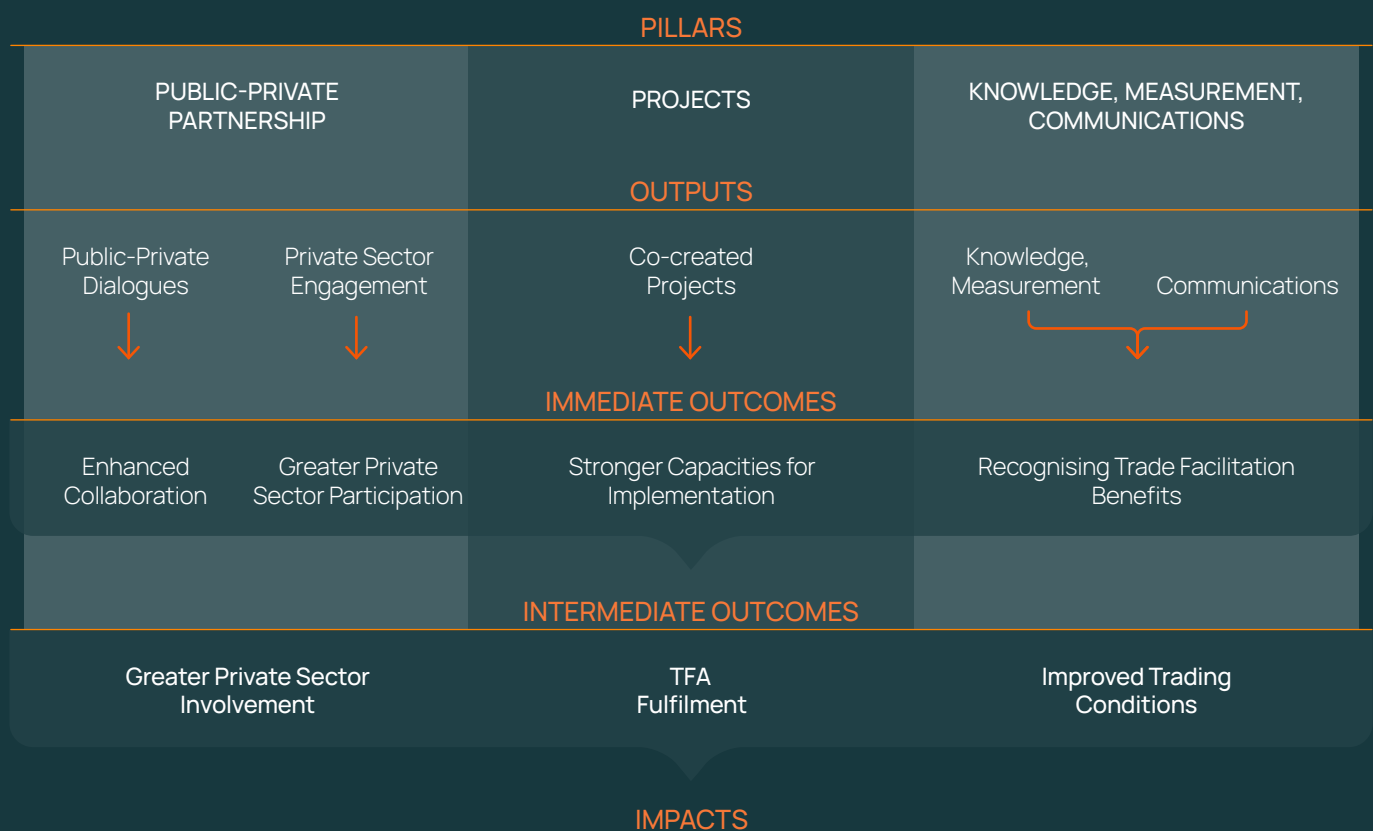 PILLARS
PUBLIC-PRIVATE
PARTNERSHIP
PROJECTS
KNOWLEDGE, MEASUREMENT,
COMMUNICATIONS
OUTPUTS
Public-Private
Dialogues
Private Sector
Engagement
Co-created
Projects
Knowledge,
Measurement
Communications
IMMEDIATE OUTCOMES
Enhanced
Collaboration
Greater Private
Sector Participation
Stronger Capacities for
Implementation
Recognising Trade Facilitation
Benefits
INTERMEDIATE OUTCOMES
Greater Private Sector
Involvement
TFA
Fulfilment
Improved Trading
Conditions
IMPACTS